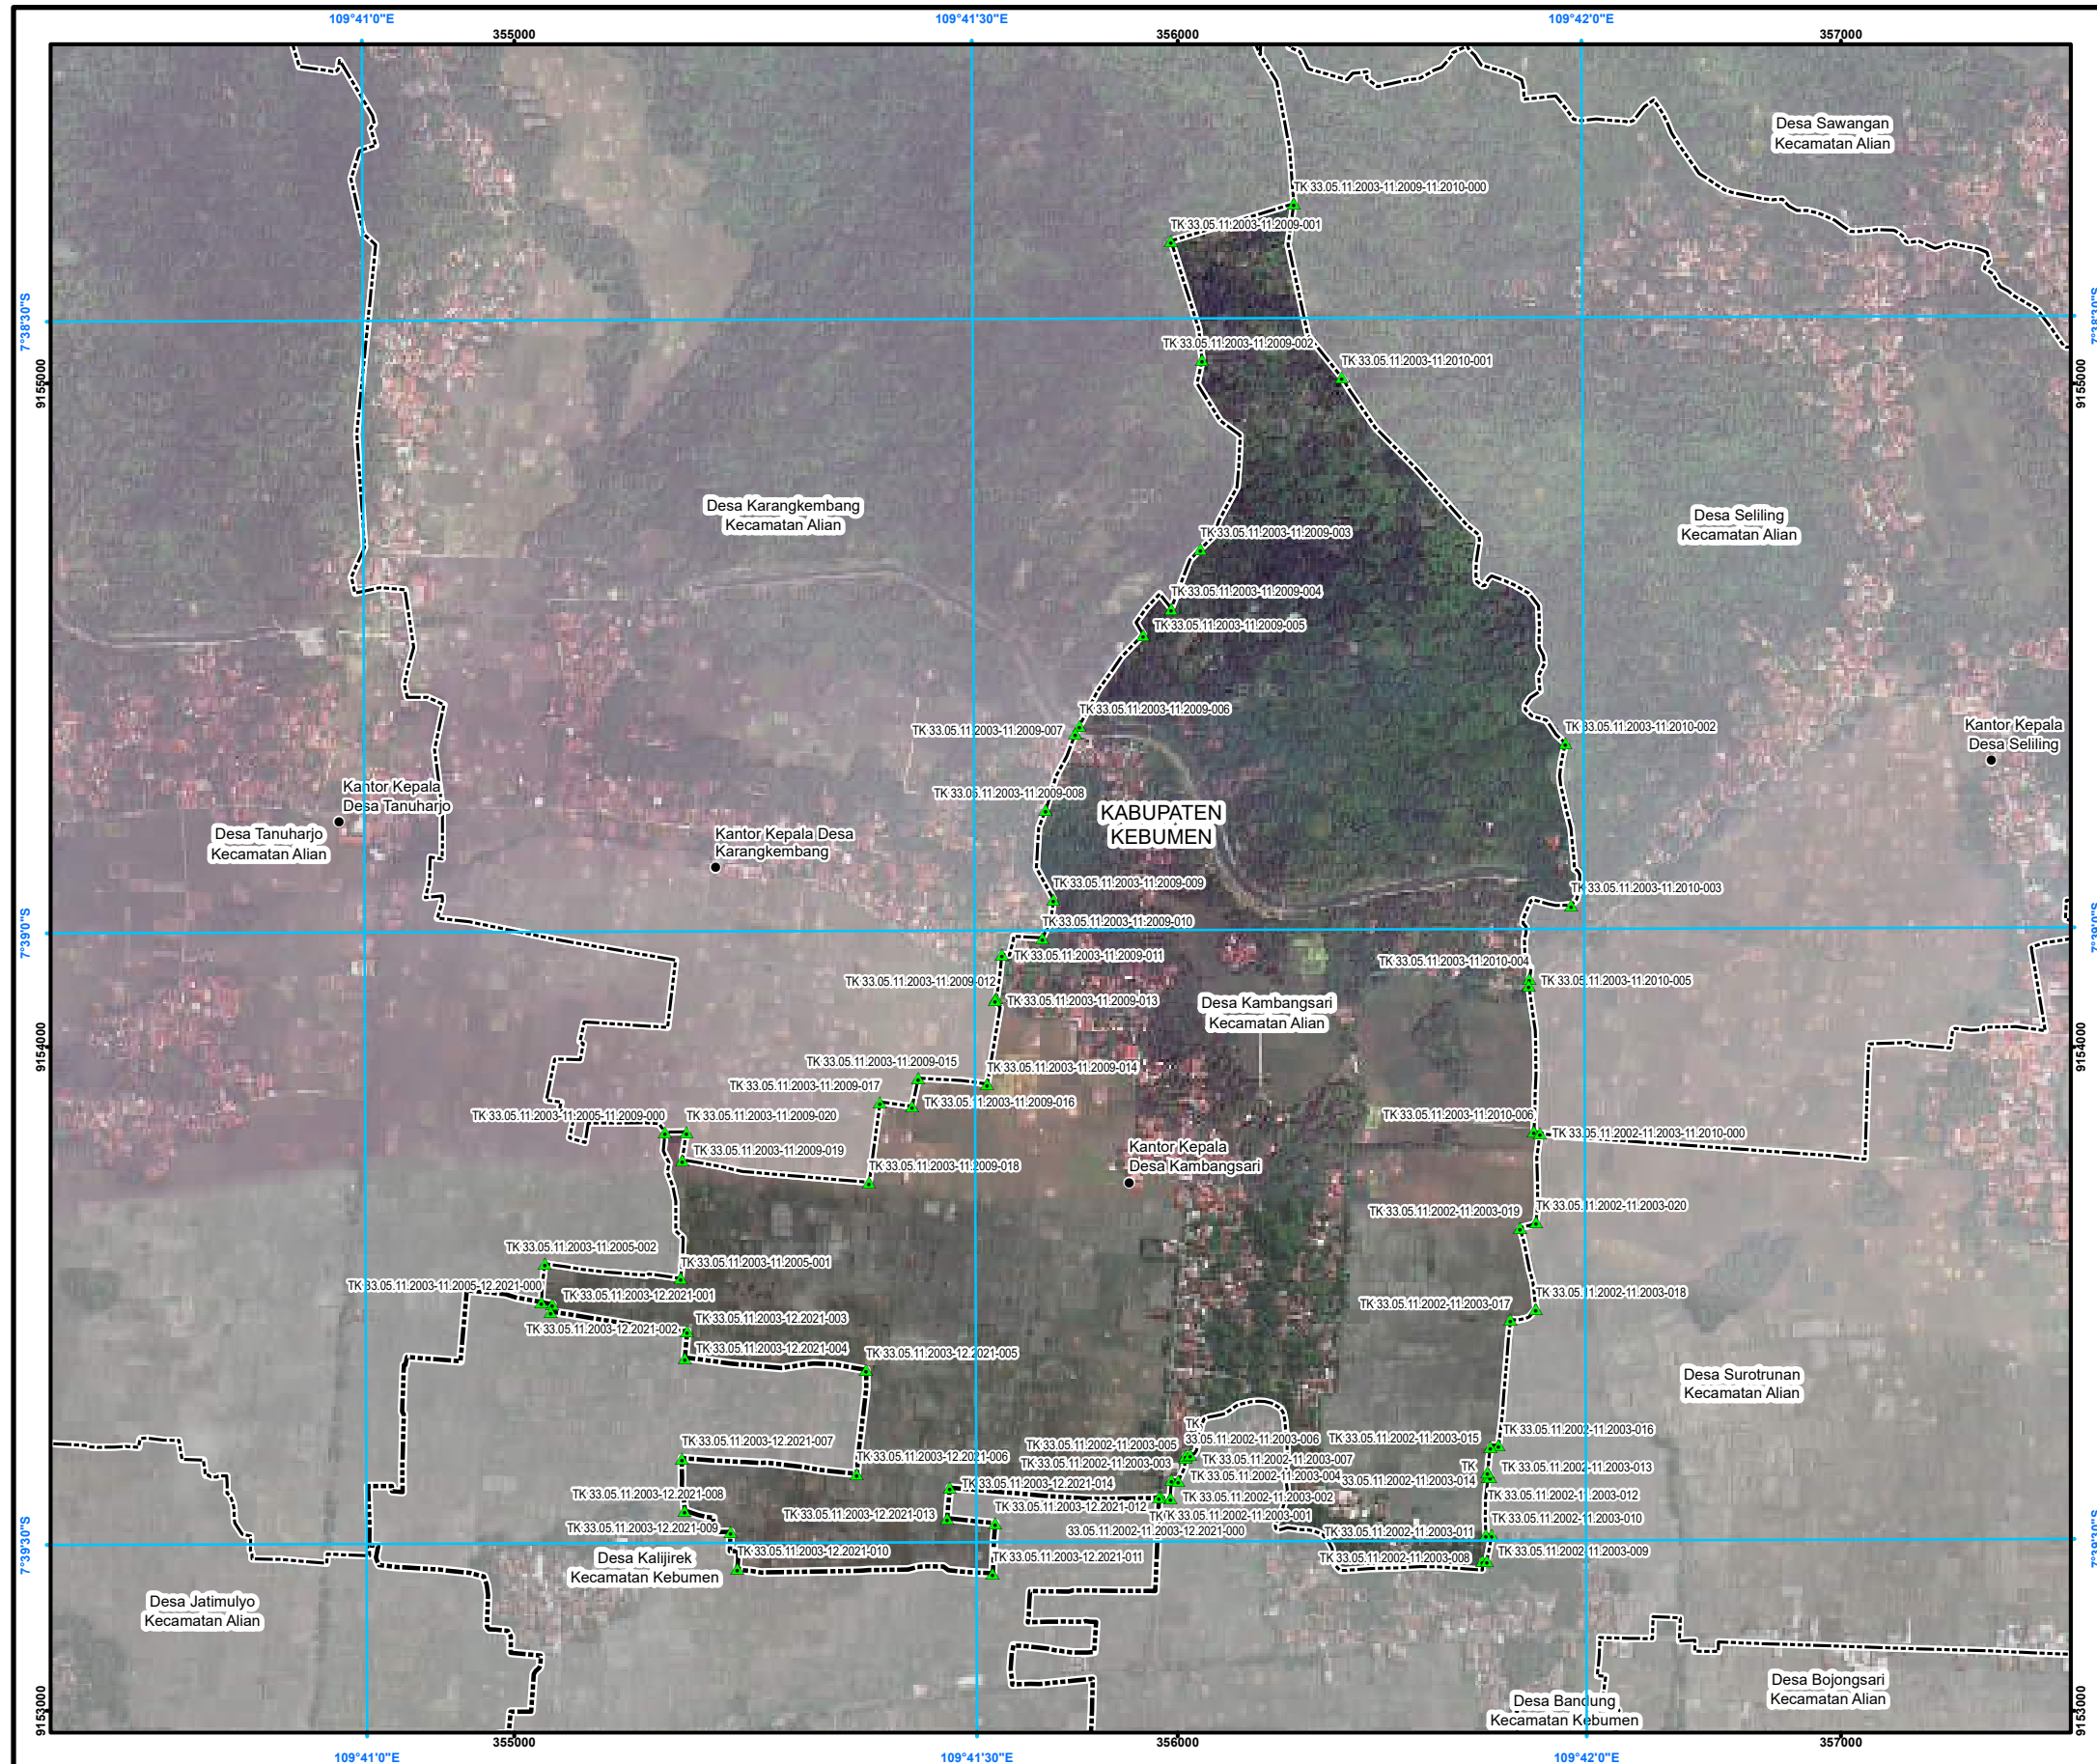 109°41'0"E
109°41'30"E
109°42'0"E
355000
356000
357000
Desa Sawangan
Kecamatan Alian
TK 33.05.11.2003-11.2009-11.2010-000
TK 33.05.11.2003-11.2009-001
7°38'30"S
7°38'30"S
TK 33.05.11.2003-11.2009-002
TK 33.05.11.2003-11.2010-001
9155000
9155000
Desa Karangkembang
Kecamatan Alian
Desa Seliling
Kecamatan Alian
TK 33.05.11.2003-11.2009-003
TK 33.05.11.2003-11.2009-004
TK 33.05.11.2003-11.2009-005
TK 33.05.11.2003-11.2009-006
TK 33.05.11.2003-11.2009-007
TK 33.05.11.2003-11.2010-002
Kantor Kepala
Desa Seliling
Kantor Kepala
Desa Tanuharjo
TK 33.05.11.2003-11.2009-008
KABUPATEN
KEBUMEN
Desa Tanuharjo
Kecamatan Alian
Kantor Kepala Desa
Karangkembang
TK 33.05.11.2003-11.2009-009
TK 33.05.11.2003-11.2010-003
TK 33.05.11.2003-11.2009-010
7°39'0"S
7°39'0"S
TK 33.05.11.2003-11.2009-011
TK 33.05.11.2003-11.2010-004
TK 33.05.11.2003-11.2009-012
TK 33.05.11.2003-11.2010-005
TK 33.05.11.2003-11.2009-013
Desa Kambangsari
Kecamatan Alian
9154000
9154000
TK 33.05.11.2003-11.2009-015
TK 33.05.11.2003-11.2009-014
TK 33.05.11.2003-11.2009-017
TK 33.05.11.2003-11.2009-016
TK 33.05.11.2003-11.2005-11.2009-000
TK 33.05.11.2003-11.2009-020
TK 33.05.11.2003-11.2010-006
TK 33.05.11.2002-11.2003-11.2010-000
TK 33.05.11.2003-11.2009-019
Kantor Kepala
Desa Kambangsari
TK 33.05.11.2003-11.2009-018
TK 33.05.11.2002-11.2003-020
TK 33.05.11.2002-11.2003-019
TK 33.05.11.2003-11.2005-002
TK 33.05.11.2003-11.2005-001
TK 33.05.11.2003-11.2005-12.2021-000
TK 33.05.11.2003-12.2021-001
TK 33.05.11.2002-11.2003-018
TK 33.05.11.2002-11.2003-017
TK 33.05.11.2003-12.2021-003
TK 33.05.11.2003-12.2021-002
TK 33.05.11.2003-12.2021-004
TK 33.05.11.2003-12.2021-005
Desa Surotrunan
Kecamatan Alian
TK
33.05.11.2002-11.2003-006
TK 33.05.11.2002-11.2003-016
TK 33.05.11.2003-12.2021-007
TK 33.05.11.2002-11.2003-005
TK 33.05.11.2002-11.2003-015
TK 33.05.11.2003-12.2021-006
TK 33.05.11.2002-11.2003-003
TK 33.05.11.2002-11.2003-007
TK 33.05.11.2002-11.2003-013
TK 33.05.11.2003-12.2021-014
TK 33.05.11.2002-11.2003-004
TK
33.05.11.2002-11.2003-014
TK 33.05.11.2003-12.2021-008
TK 33.05.11.2002-11.2003-002
TK 33.05.11.2002-11.2003-012
TK 33.05.11.2003-12.2021-012
TK 33.05.11.2003-12.2021-013
TK 33.05.11.2002-11.2003-001
TK
33.05.11.2002-11.2003-12.2021-000
TK 33.05.11.2002-11.2003-010
TK 33.05.11.2003-12.2021-009
TK 33.05.11.2002-11.2003-011
7°39'30"S
7°39'30"S
TK 33.05.11.2003-12.2021-010
TK 33.05.11.2003-12.2021-011
TK 33.05.11.2002-11.2003-008
TK 33.05.11.2002-11.2003-009
Desa Kalijirek
Kecamatan Kebumen
Desa Jatimulyo
Kecamatan Alian
Desa Bojongsari
Kecamatan Alian
Desa Bandung
Kecamatan Kebumen
9153000
9153000
355000
356000
357000
109°41'0"E
109°41'30"E
109°42'0"E